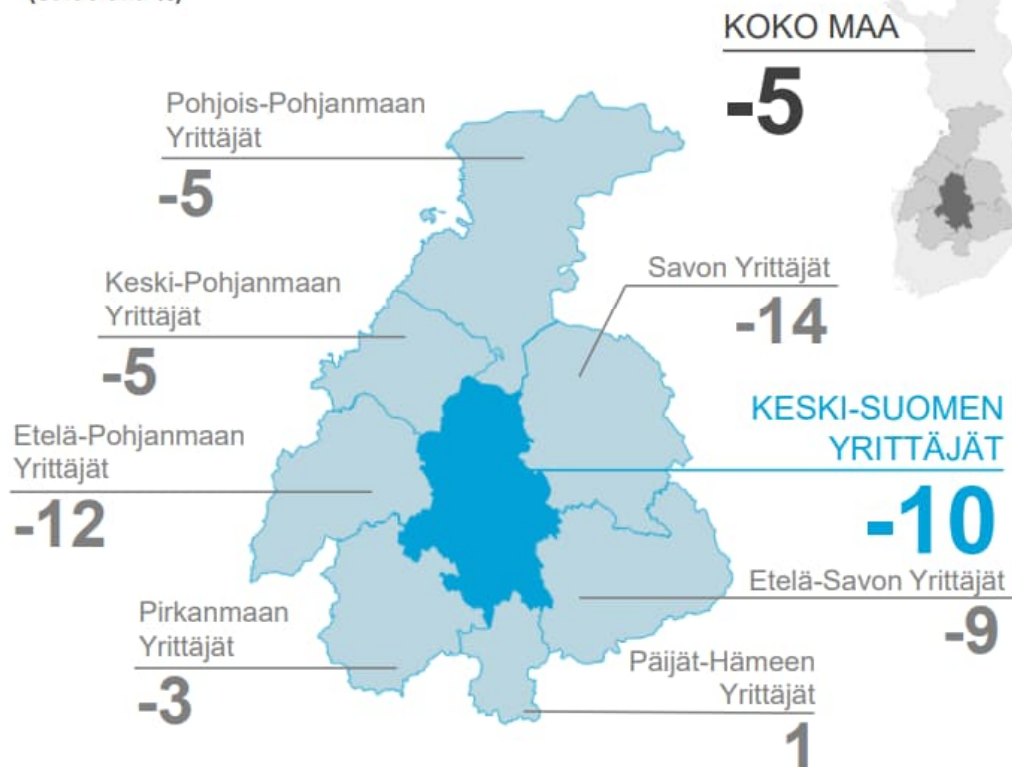 KOKO MAA
-5
Pohjois-Pohjanmaan
Yrittäjät
-5
Keski-Pohjanmaan
Yrittäjät
-5
Savon Yrittäjät
-14
KESKI-SUOMEN
YRITTÄJÄT
-10
Etelä-Pohjanmaan
Yrittäjät
-12
Etelä-Savon Yrittäjät
-9
Pirkanmaan
Yrittäjät
-3
Päijät-Hämeen
Yrittäjät
1